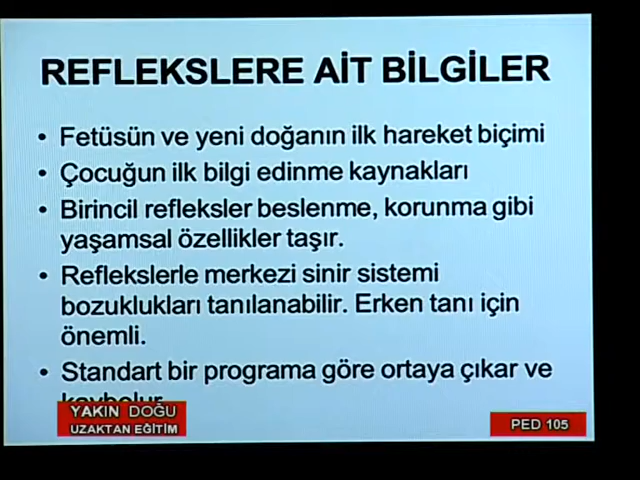 REFLEKSLERE AİT BİLGİLER
• Fetüsün ve yeni doğanın ilk hareket biçimi
• Çocuğun ilk bilgi edinme kaynakları
• Birincil refleksler beslenme, korunma gibi
yaşamsal özellikler taşır.
• Reflekslerle merkezi sinir sistemi
bozuklukları tanılanabilir. Erken tanı için
önemli.
• Standart bir programa göre ortaya çıkar ve
kaybolur
YAKIN DOĞU
UZAKTAN EĞİTİM
PED 105